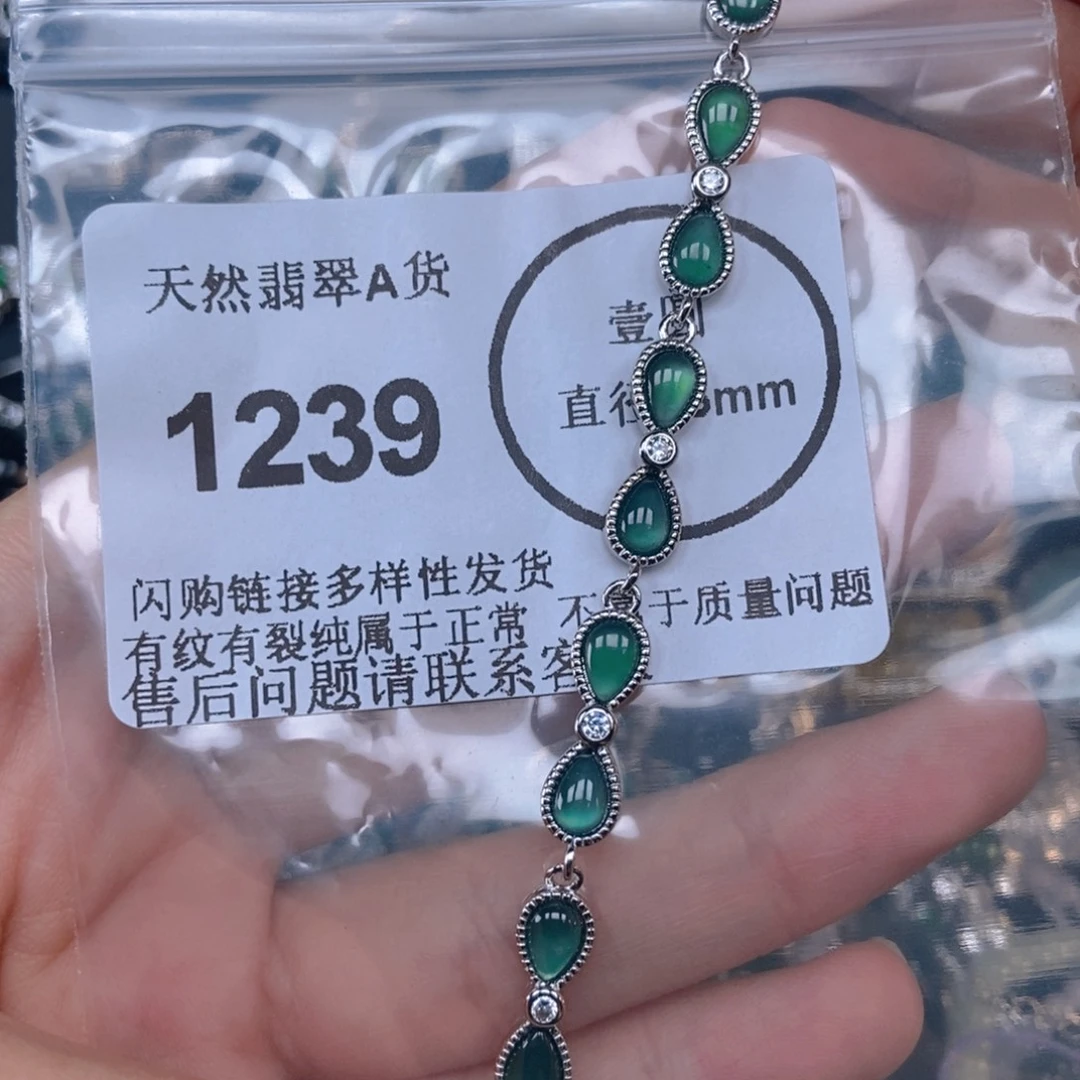 天然翡翠A货
1239
壹圆
直径 mm
闪购链接多样性发货
有纹有裂纯属于正常 不 于质量问题
售后问题请联系客